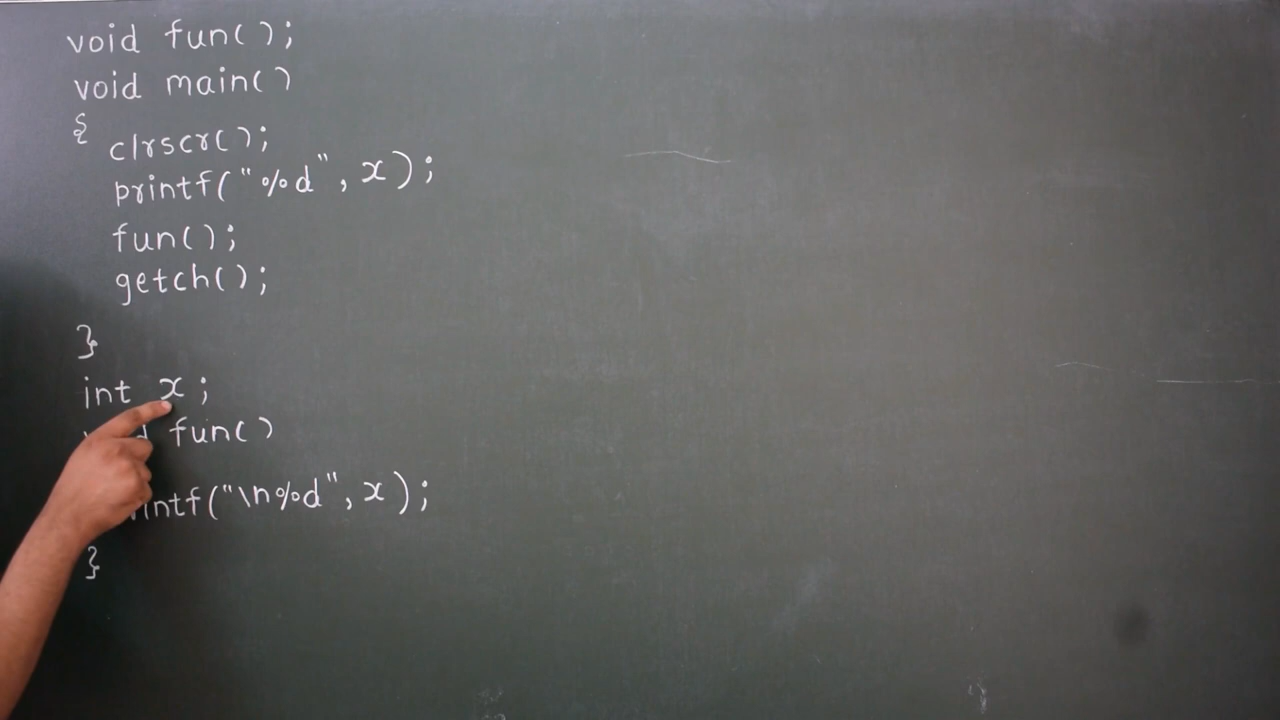 void fun();
void main()
{
clrscr();
printf("%d", x);
fun();
getch();
}
int x;
fun()
intf("\n%d", x);
}